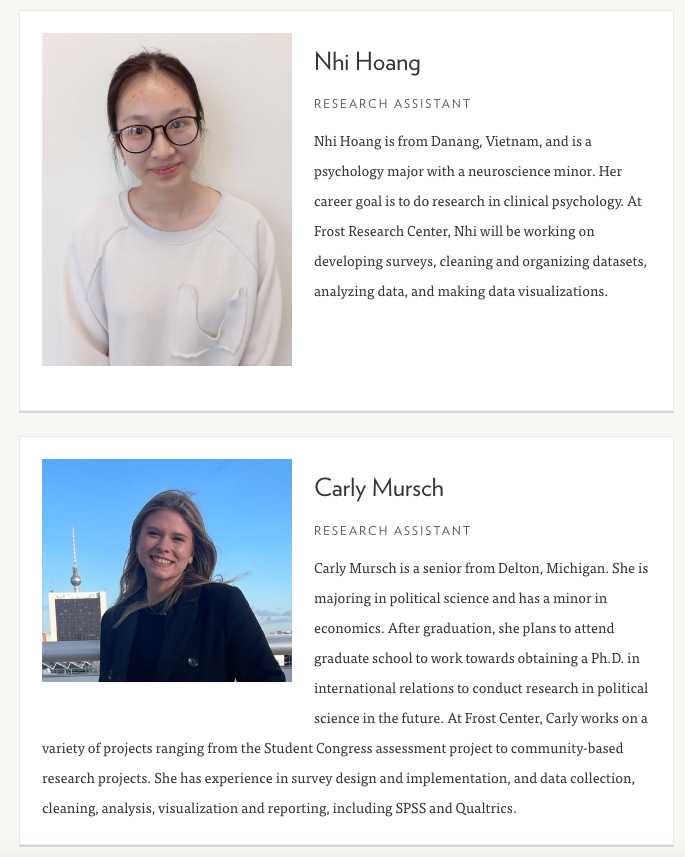 Nhi Hoang
RESEARCH ASSISTANT
Nhi Hoang is from Danang, Vietnam, and is a
psychology major with a neuroscience minor. Her
career goal is to do research in clinical psychology. At
Frost Research Center, Nhi will be working on
developing surveys, cleaning and organizing datasets,
analyzing data, and making data visualizations.
Carly Mursch
RESEARCH ASSISTANT
Carly Mursch is a senior from Delton, Michigan. She is
majoring in political science and has a minor in
economics. After graduation, she plans to attend
graduate school to work towards obtaining a Ph.D. in
international relations to conduct research in political
science in the future. At Frost Center, Carly works on a
variety of projects ranging from the Student Congress assessment project to community-based
research projects. She has experience in survey design and implementation, and data collection,
cleaning, analysis, visualization and reporting, including SPSS and Qualtrics.